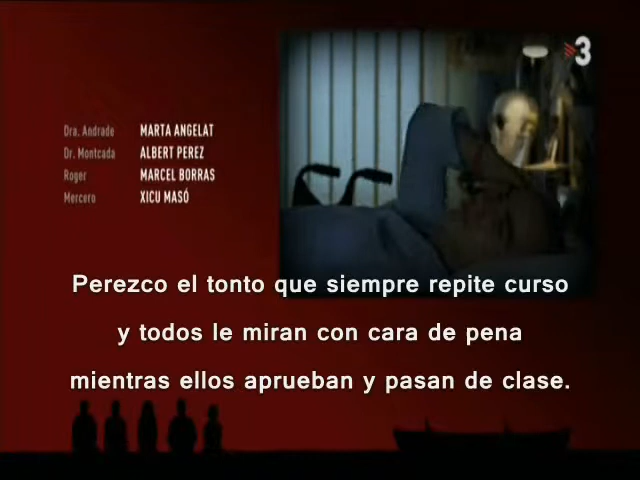 3
Dra. Andrade MARTA ANGELAT
Dr. Montcada ALBERT PEREZ
Roger MARCEL BORRAS
Mercero XICU MASÓ
Perezco el tonto que siempre repite curso
y todos le miran con cara de pena
mientras ellos aprueban y pasan de clase.